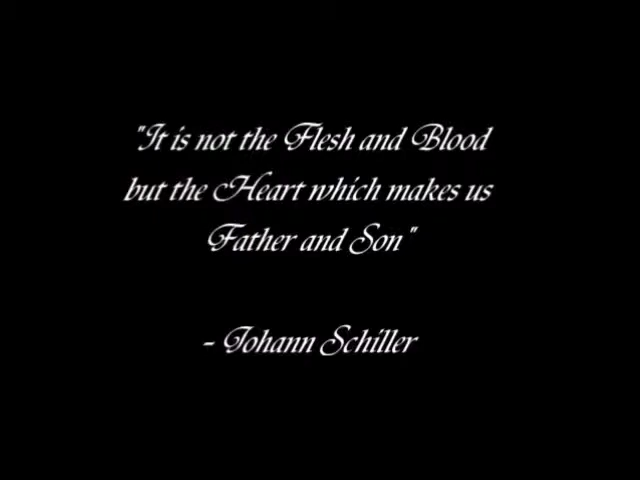 "It is not the Flesh and Blood
but the Heart which makes us
Father and Son"
- Johann Schiller